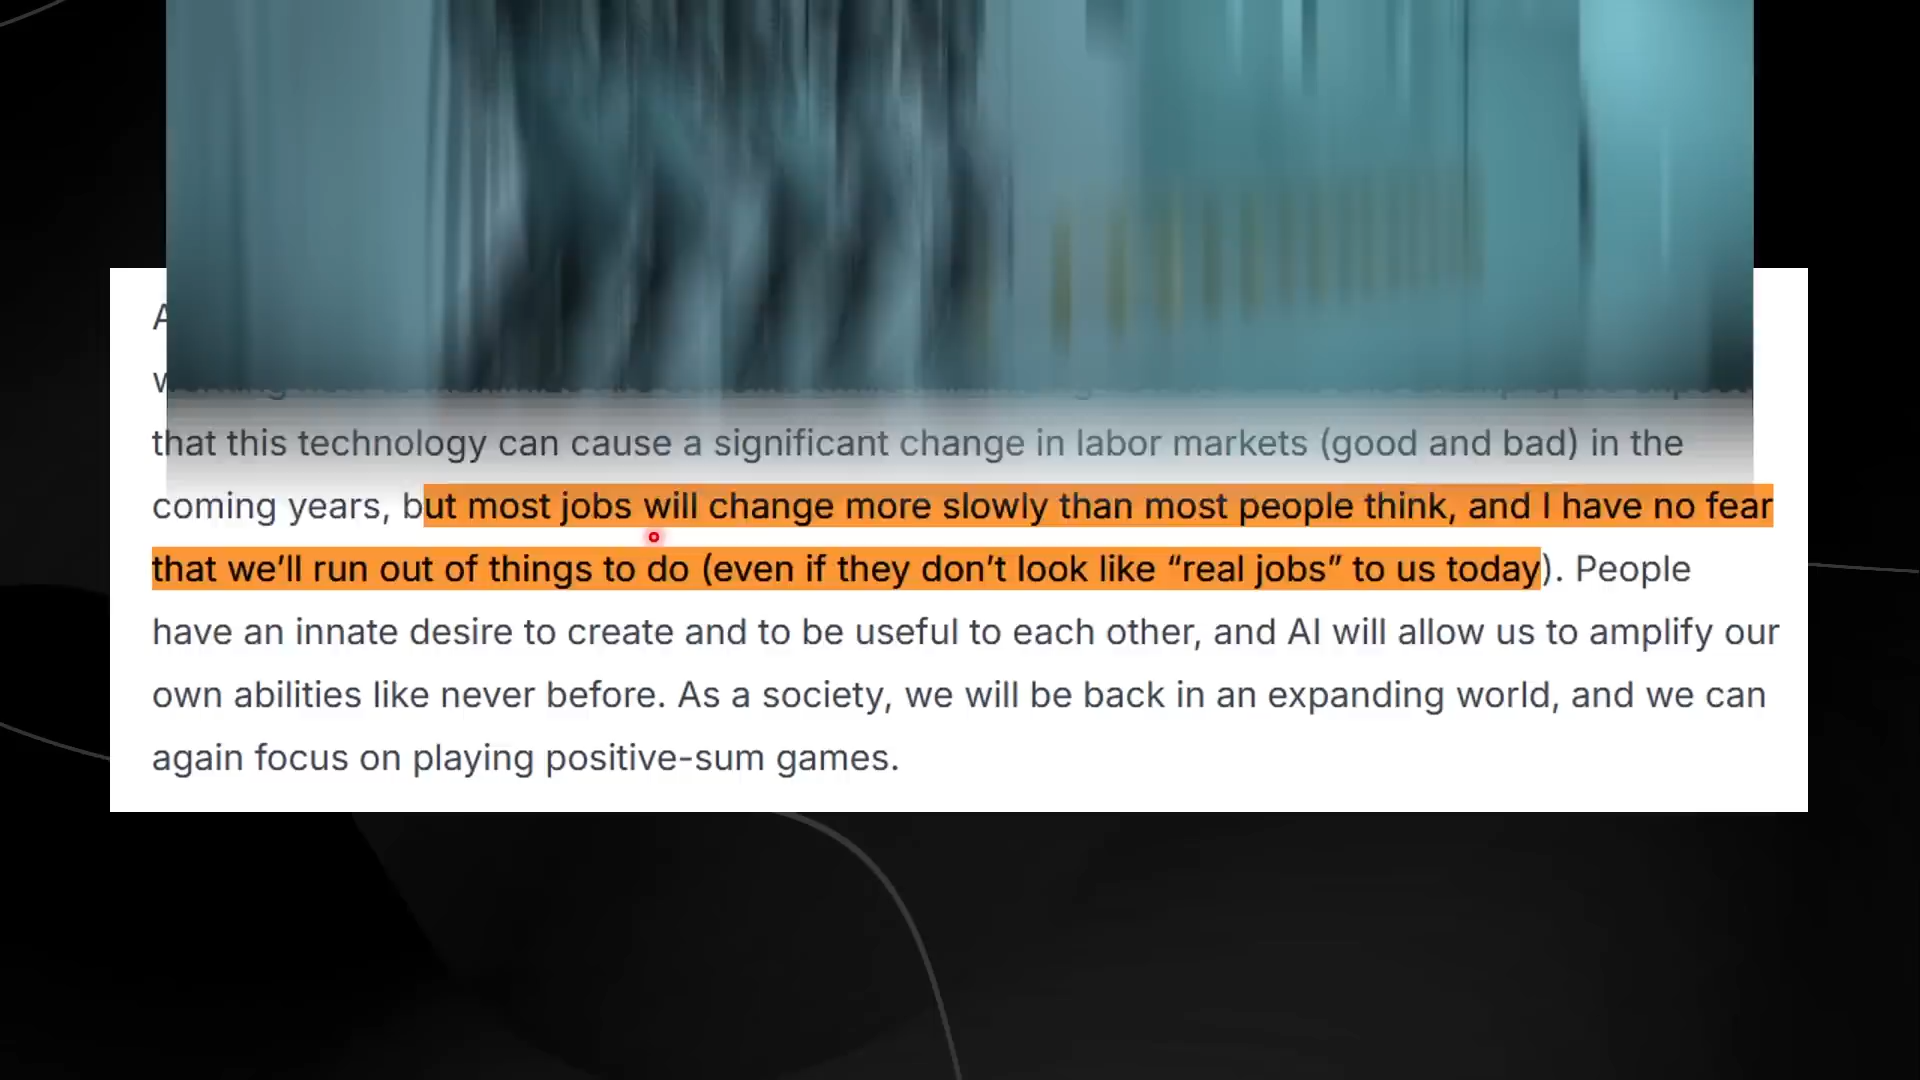 that this technology can cause a significant change in labor markets (good and bad) in the
coming years, but most jobs will change more slowly than most people think, and I have no fear
that we’ll run out of things to do (even if they don’t look like “real jobs” to us today). People
have an innate desire to create and to be useful to each other, and AI will allow us to amplify our
own abilities like never before. As a society, we will be back in an expanding world, and we can
again focus on playing positive-sum games.